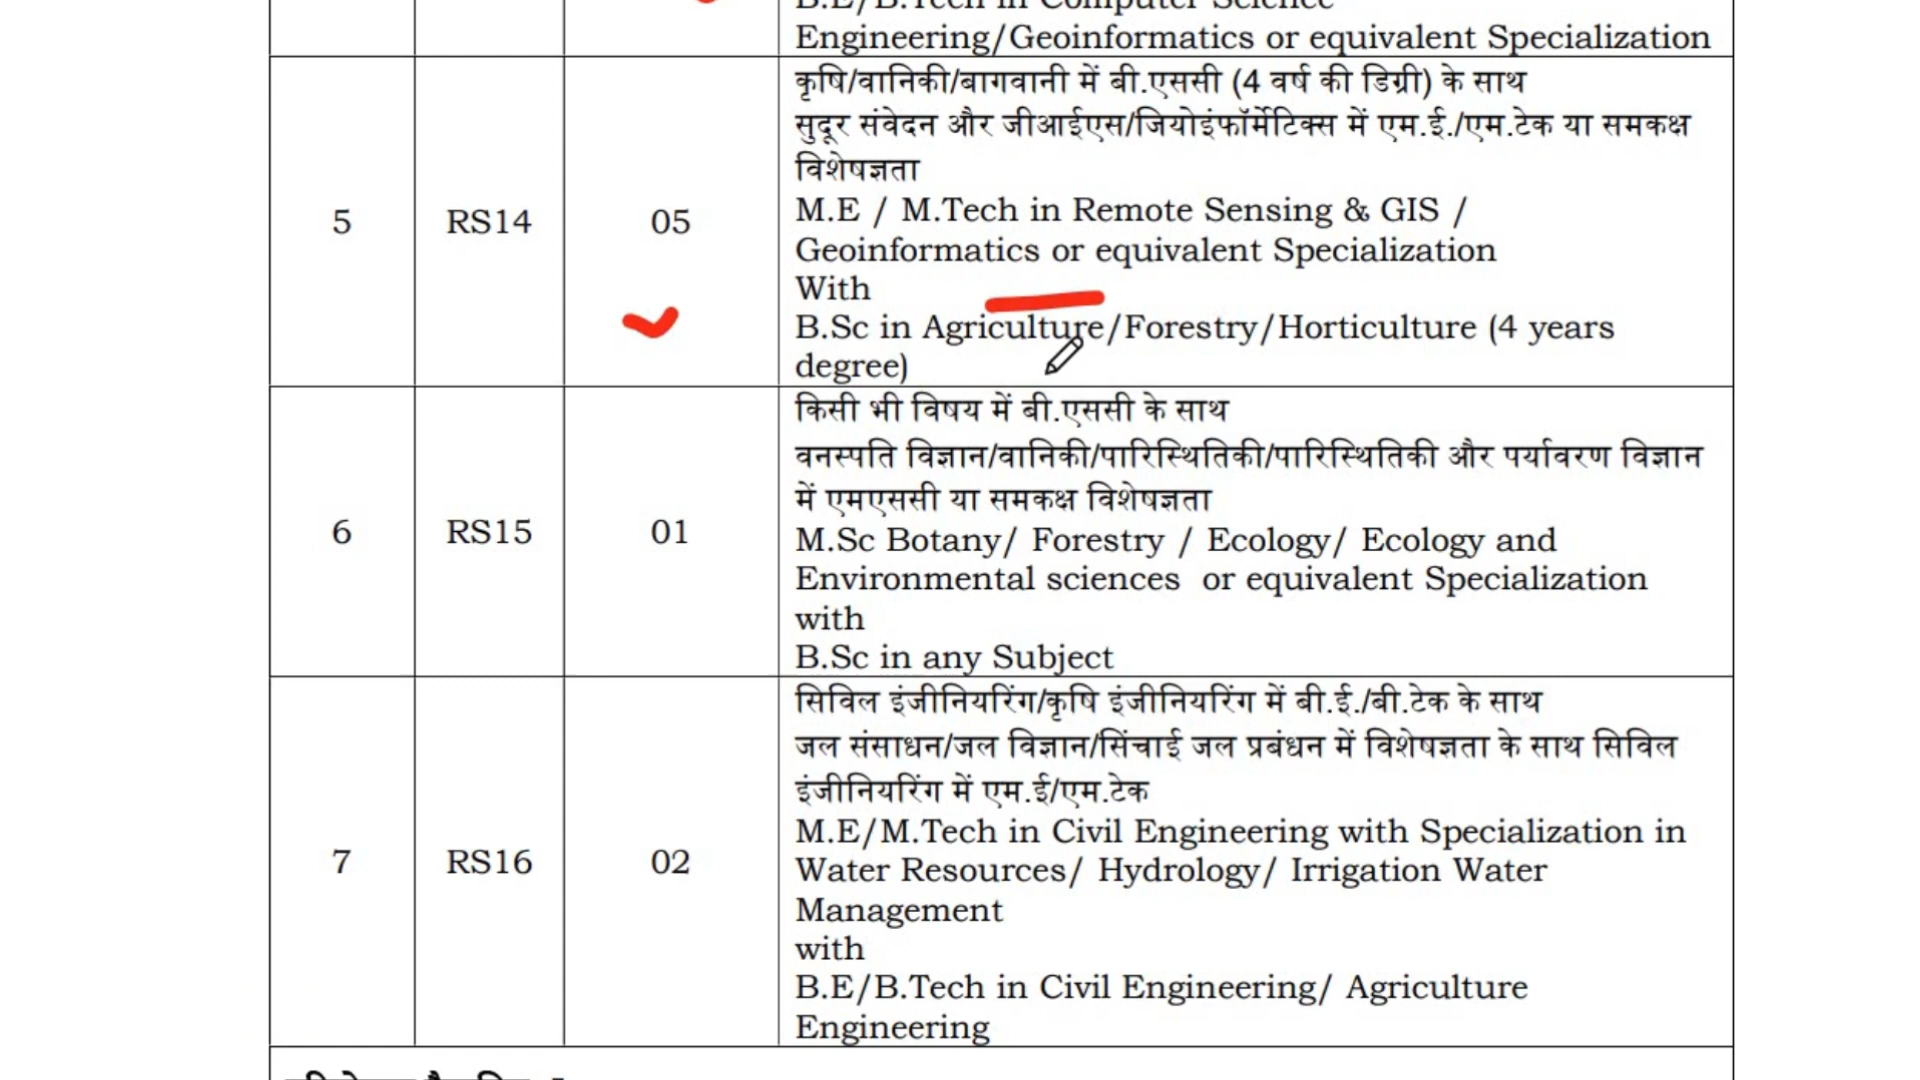 B.E/B.Tech in Computer Science
Engineering/Geoinformatics or equivalent Specialization
5
RS14
05
कृषि/वानिकी/बागवानी में बी.एससी (4 वर्ष की डिग्री) के साथ
सुदूर संवेदन और जीआईएस/जियोइंफॉर्मेटिक्स में एम.ई./एम.टेक या समकक्ष
विशेषज्ञता
M.E / M.Tech in Remote Sensing & GIS /
Geoinformatics or equivalent Specialization
With
B.Sc in Agriculture/Forestry/Horticulture (4 years
degree)
6
RS15
01
किसी भी विषय में बी.एससी के साथ
वनस्पति विज्ञान/वानिकी/पारिस्थितिकी/पारिस्थितिकी और पर्यावरण विज्ञान
में एमएससी या समकक्ष विशेषज्ञता
M.Sc Botany/ Forestry / Ecology/ Ecology and
Environmental sciences or equivalent Specialization
with
B.Sc in any Subject
7
RS16
02
सिविल इंजीनियरिंग/कृषि इंजीनियरिंग में बी.ई./बी.टेक के साथ
जल संसाधन/जल विज्ञान/सिंचाई जल प्रबंधन में विशेषज्ञता के साथ सिविल
इंजीनियरिंग में एम.ई/एम.टेक
M.E/M.Tech in Civil Engineering with Specialization in
Water Resources/ Hydrology/ Irrigation Water
Management
with
B.E/B.Tech in Civil Engineering/ Agriculture
Engineering